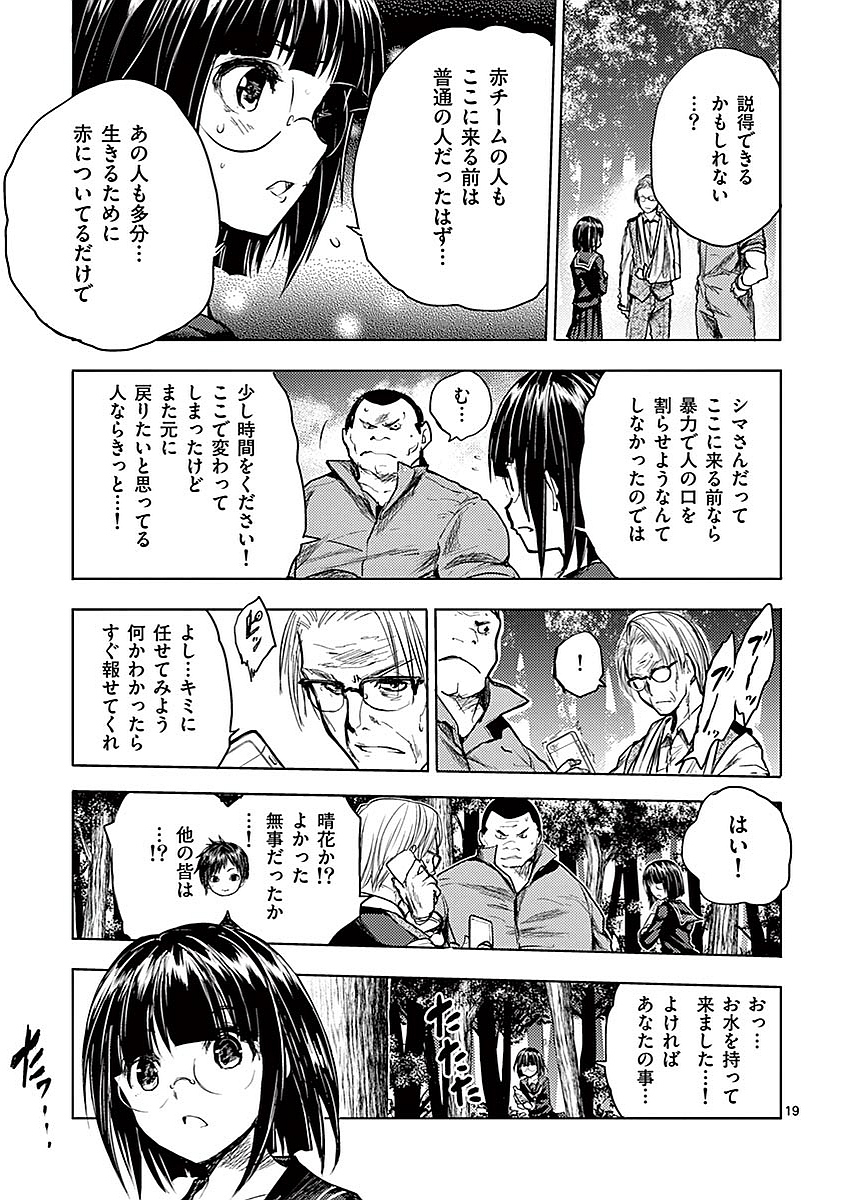 説得できる
かもしれない
…?
赤チームの人も
ここに来る前は
普通の人だったはず…
あの人も多分…
生きるために
赤についてるだけで
シマさんだって
ここに来る前なら
暴力で人の口を
割らせようなんて
しなかったのでは
む…
少し時間をください!
ここで変わって
しまったけど
また元に
戻りたいと思ってる
人ならきっと…!
ブーッ
ブーッ
!
ピッ
よし…キミに
任せてみよう
何かわかったら
すぐ報せてくれ
はい!
晴花か!?
よかった
無事だったか
…!
他の皆は
…!?
おっ…
お水を持って
来ました…!
よければ
あなたの事…
たたたた
たっ…
19